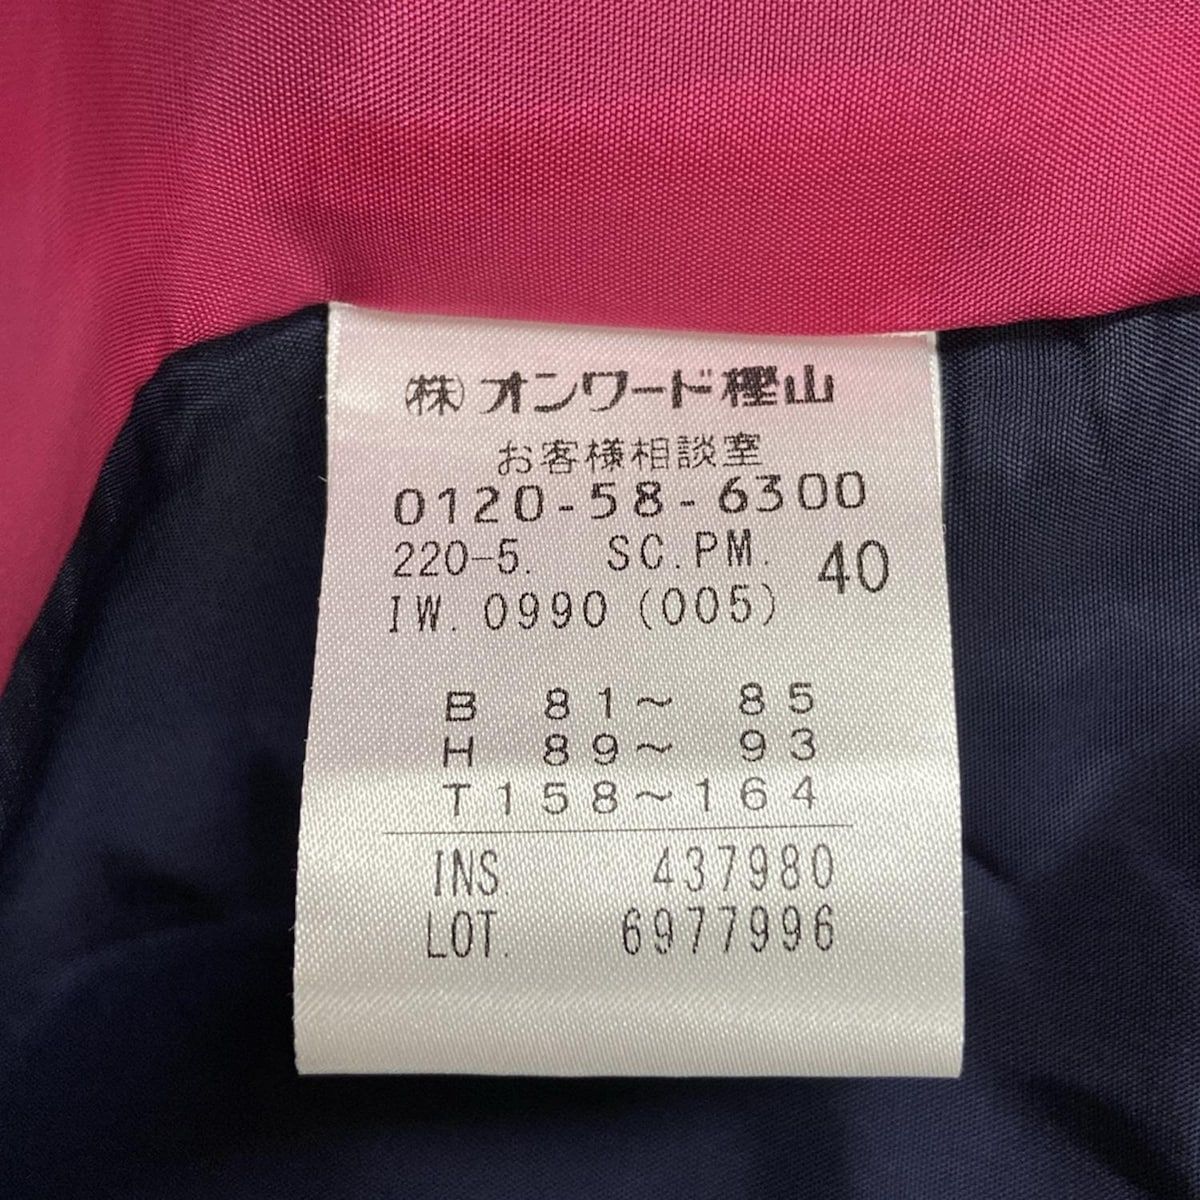 ㈱オンワード樫山
お客様相談室
0120-58-6300
220-5. SC.PM. 40
IW. 0990 (005)
B 81～ 85
H 89～ 93
T158～164
INS. 437980
LOT. 6977996